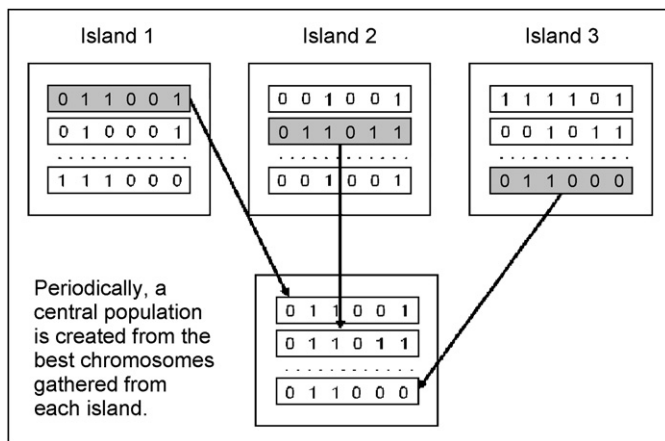 Island 1
Island 2
Island 3
0 1 1 0 0 1
0 1 0 0 0 1
. . . . . . . . . . . . . .
1 1 1 0 0 0
0 0 1 0 0 1
0 1 1 0 1 1
. . . . . . . . . . . . . .
0 0 1 0 0 1
1 1 1 1 0 1
0 0 1 0 1 1
. . . . . . . . . . . . . .
0 1 1 0 0 0
Periodically, a
central population
is created from the
best chromosomes
gathered from
each island.
0 1 1 0 0 1
0 1 1 0 1 1
. . . . . . . . . . . . . .
0 1 1 0 0 0